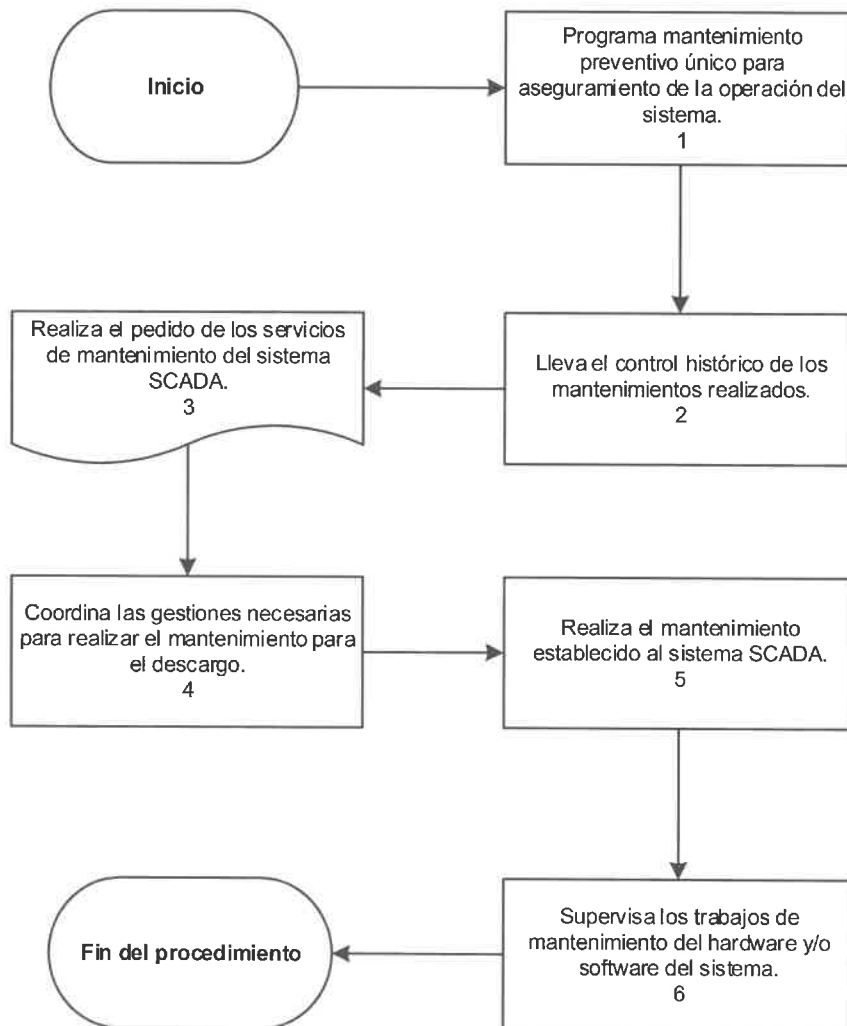 Inicio
Programa mantenimiento
preventivo único para
aseguramiento de la operación del
sistema.
1
Lleva el control histórico de los
mantenimientos realizados.
2
Realiza el pedido de los servicios
de mantenimiento del sistema
SCADA.
3
Coordina las gestiones necesarias
para realizar el mantenimiento para
el descargo.
4
Realiza el mantenimiento
establecido al sistema SCADA.
5
Supervisa los trabajos de
mantenimiento del hardware y/o
software del sistema.
6
Fin del procedimiento